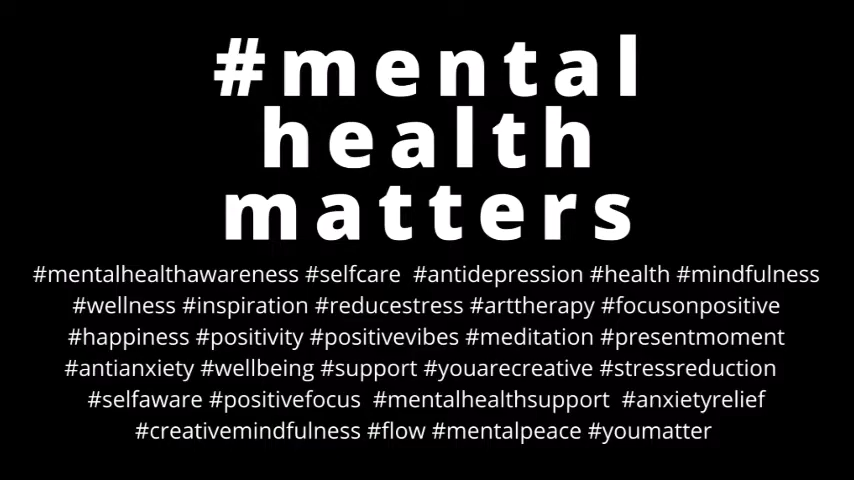 #mental
health
matters
#mentalhealthawareness #selfcare #antidepression #health #mindfulness
#wellness #inspiration #reducestress #arttherapy #focusonpositive
#happiness #positivity #positivevibes #meditation #presentmoment
#antianxiety #wellbeing #support #youarecreative #stressreduction
#selfaware #positivefocus #mentalhealthsupport #anxietyrelief
#creativemindfulness #flow #mentalpeace #youmatter